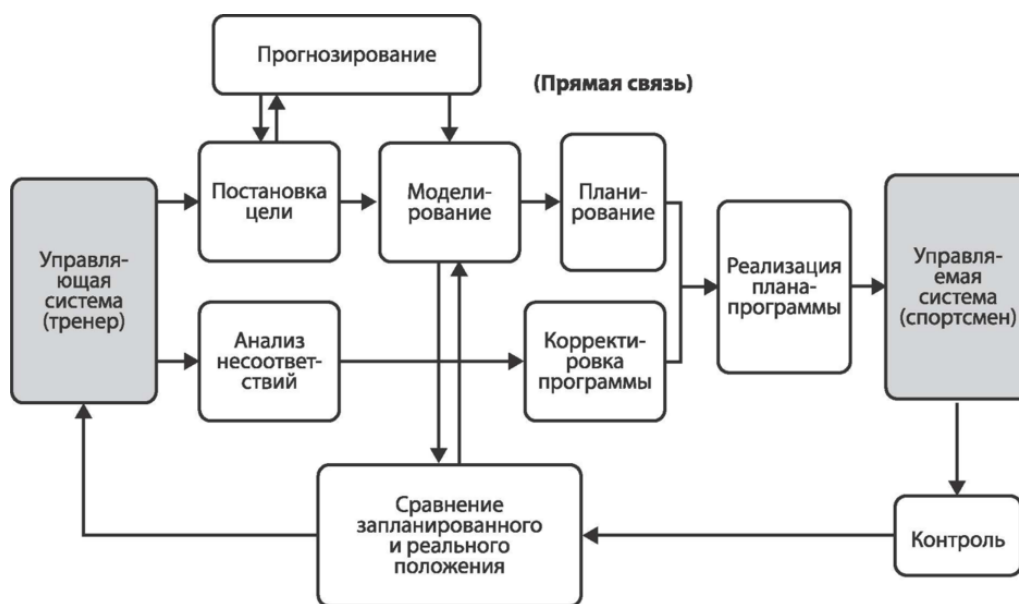 Прогнозирование
(Прямая связь)
Постановка
цели
Модели-
рование
Плани-
рование
Управля-
ющая
система
(тренер)
Реализация
плана-
программы
Управля-
емая
система
(спортсмен)
Анализ
несоответ-
ствий
Корректи-
ровка
программы
Сравнение
запланированного
и реального
положения
Контроль